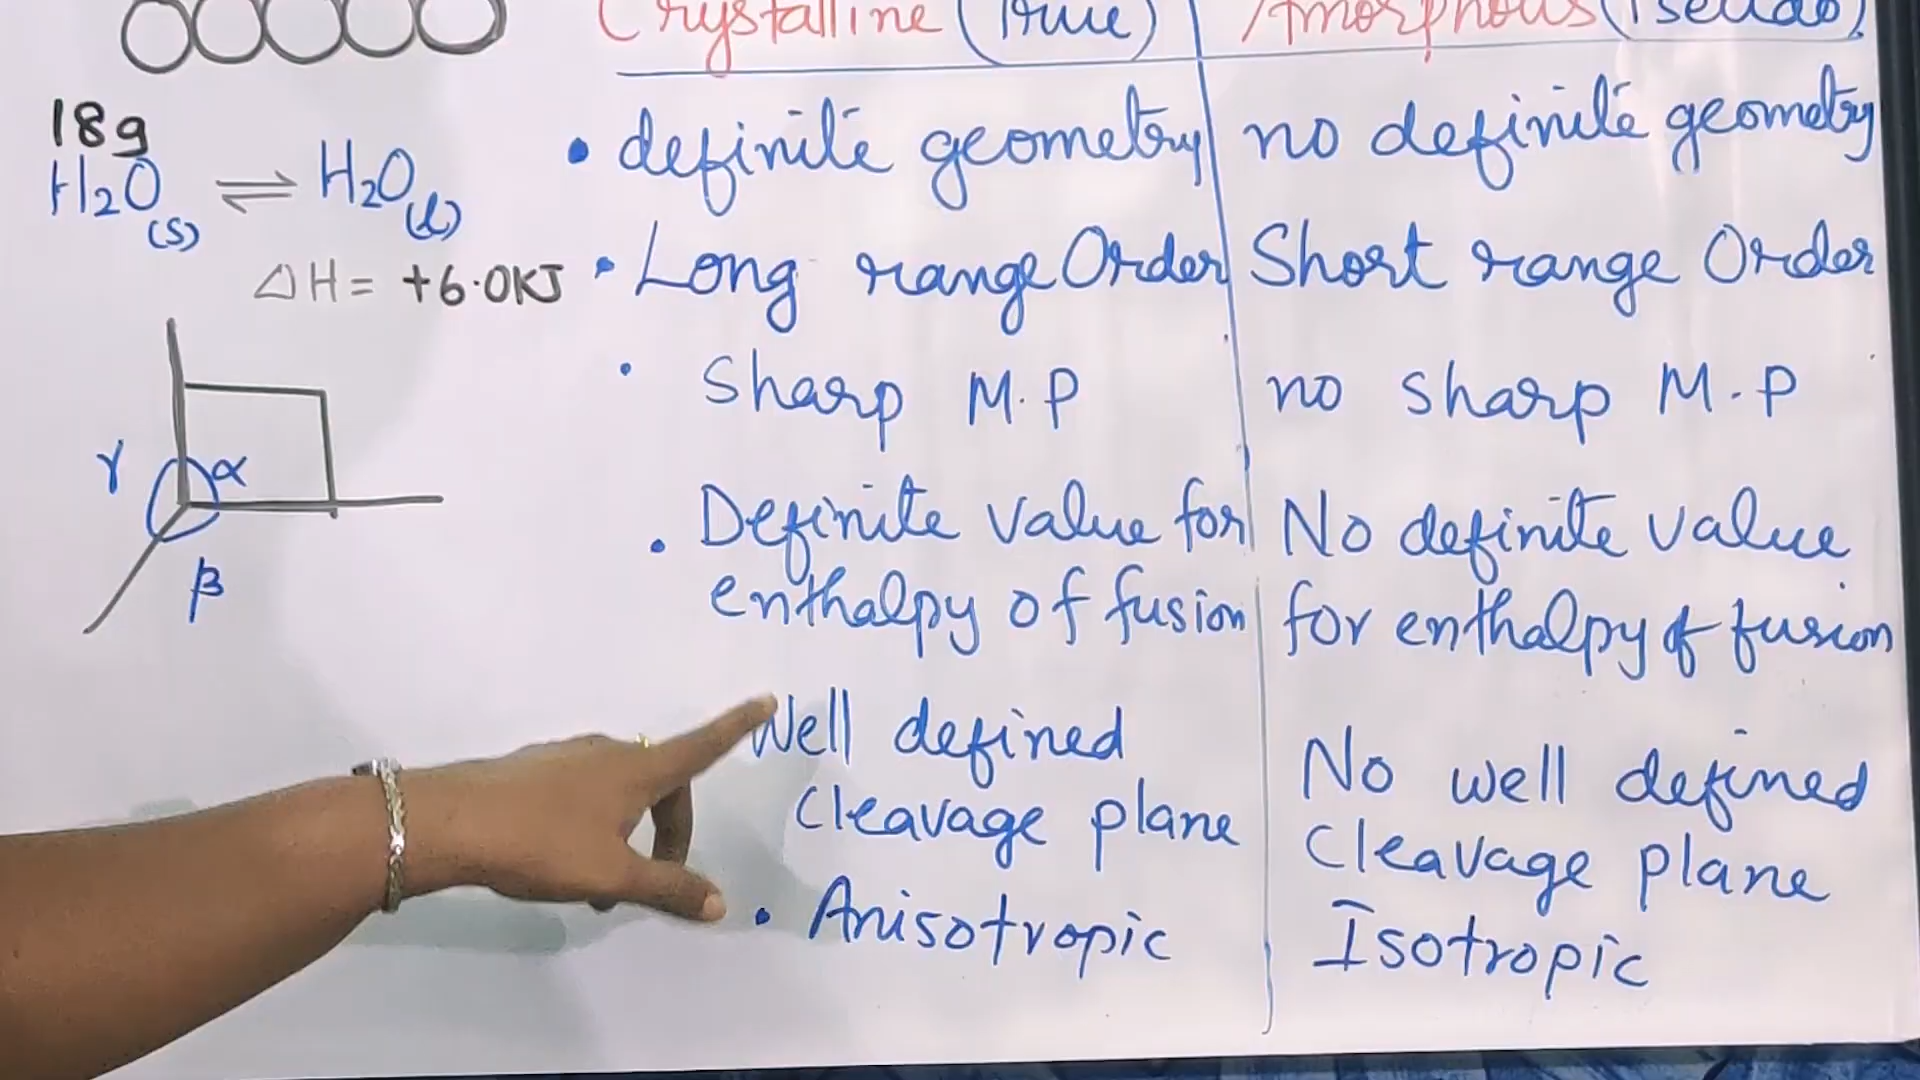 Crystalline (True) Amorphous (Pseudo)
18g
H2O(s) ⇌ H2O(l)
△H = +6.0KJ
γ α
β
• definite geometry no definite geometry
• Long range Order Short range Order
• Sharp M.P no sharp M.P
• Definite value for No definite value
enthalpy of fusion for enthalpy of fusion
Well defined No well defined
Cleavage plane Cleavage plane
• Anisotropic Isotropic